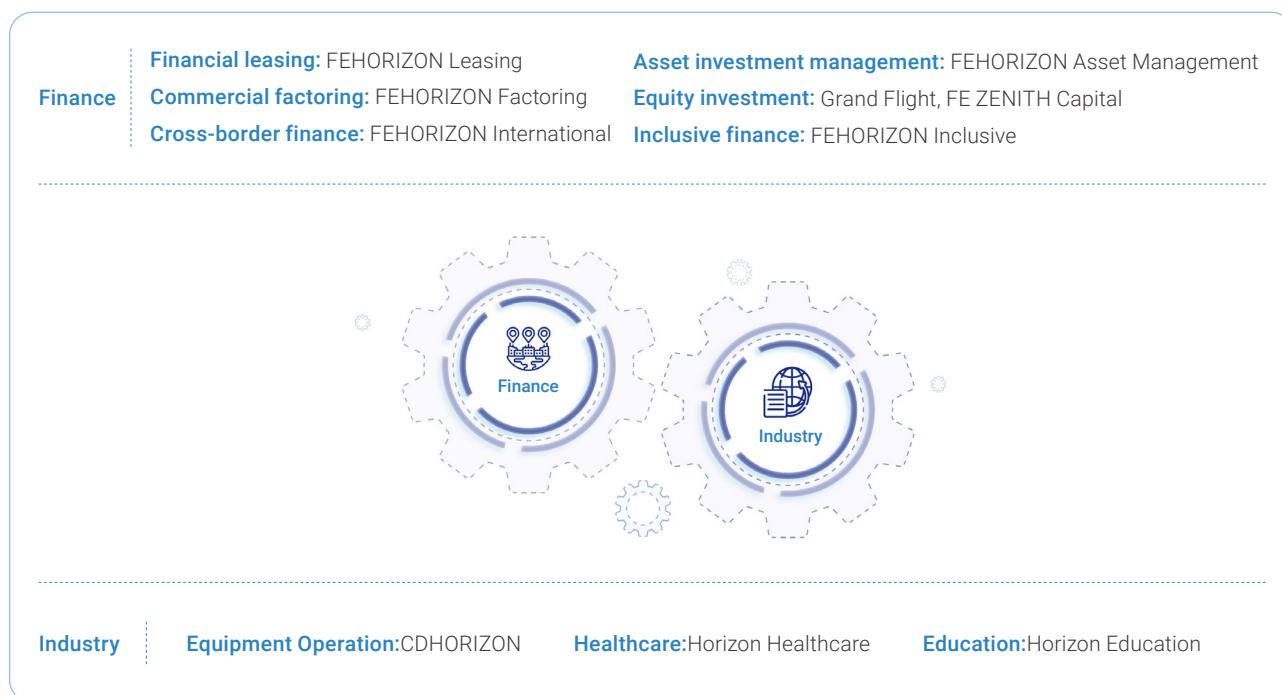 Finance
Financial leasing: FEHORIZON Leasing
Commercial factoring: FEHORIZON Factoring
Cross-border finance: FEHORIZON International
Asset investment management: FEHORIZON Asset Management
Equity investment: Grand Flight, FE ZENITH Capital
Inclusive finance: FEHORIZON Inclusive
Finance
Industry
Industry
Equipment Operation:CDHORIZON
Healthcare:Horizon Healthcare
Education:Horizon Education